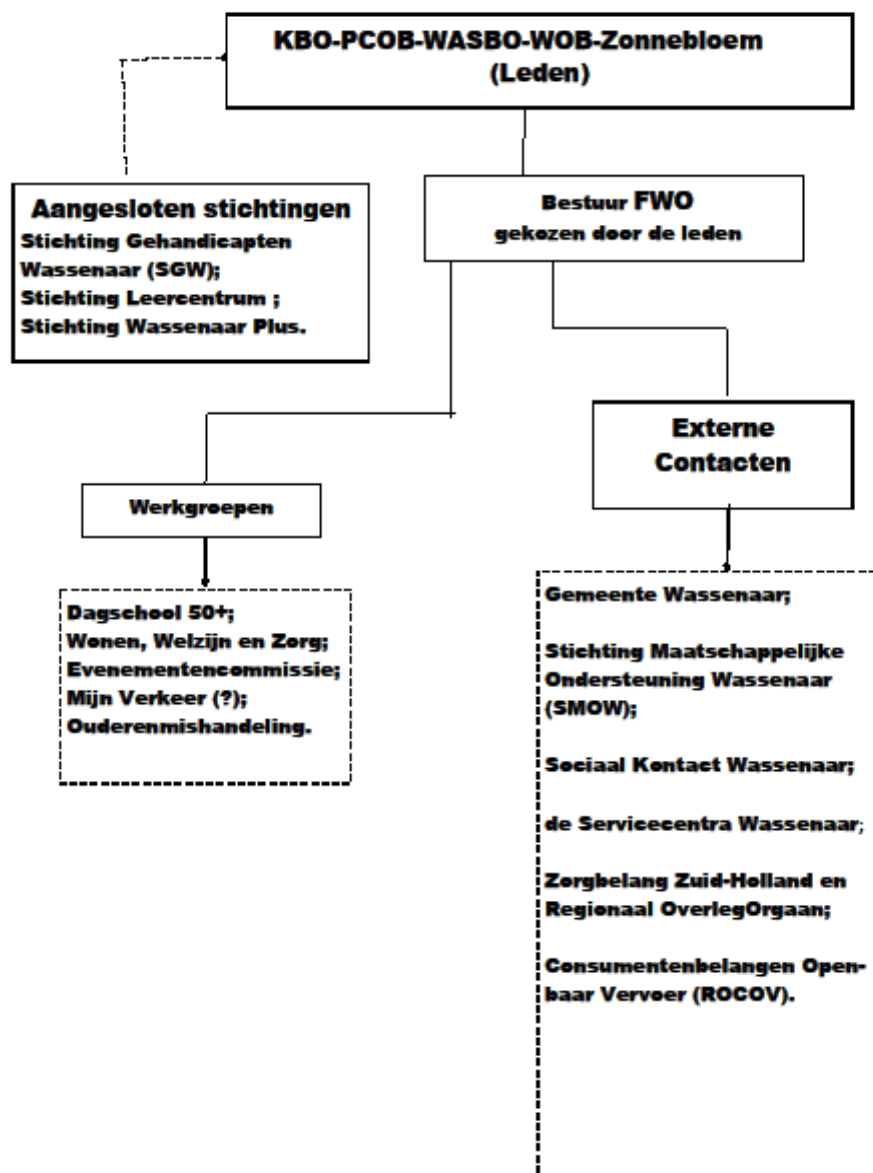 KBO-PCOB-WASBO-WOB-Zonnebloem
(Leden)
Aangesloten stichtingen
Stichting Gehandicapten
Wassenaar (SGW);
Stichting Leercentrum ;
Stichting Wassenaar Plus.
Bestuur FWO
gekozen door de leden
Externe
Contacten
Werkgroepen
Dagschool 50+;
Wonen, Welzijn en Zorg;
Evenementencommissie;
Mijn Verkeer (?);
Ouderenmishandeling.
Gemeente Wassenaar;
Stichting Maatschappelijke
Ondersteuning Wassenaar
(SMOW);
Sociaal Kontact Wassenaar;
de Servicecentra Wassenaar;
Zorgbelang Zuid-Holland en
Regionaal OverlegOrgaan;
Consumentenbelangen Open-
baar Vervoer (ROCOV).